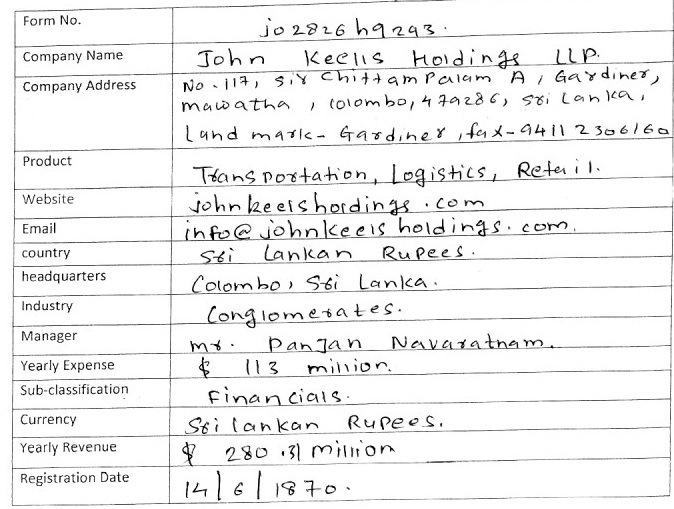 Form No. jo2826h9293.
Company Name John Keells Holdings LLP.
Company Address No.117, Sir Chittampalam A, Gardiner,
mawatha, Colombo, 479286, Sri Lanka,
Land mark- Gardiner, fax-94112306160
Product Transportation, Logistics, Retail.
Website johnkeelshordings.com
Email info@johnkeelsholdings.com.
country Sri Lankan Rupees.
headquarters Colombo, Sri Lanka.
Industry Conglomerates.
Manager mr. Danjan Navaratnam.
Yearly Expense $ 113 million.
Sub-classification Financials.
Currency Sri lankan Rupees.
Yearly Revenue $ 280.31 million
Registration Date 14/6/1870.